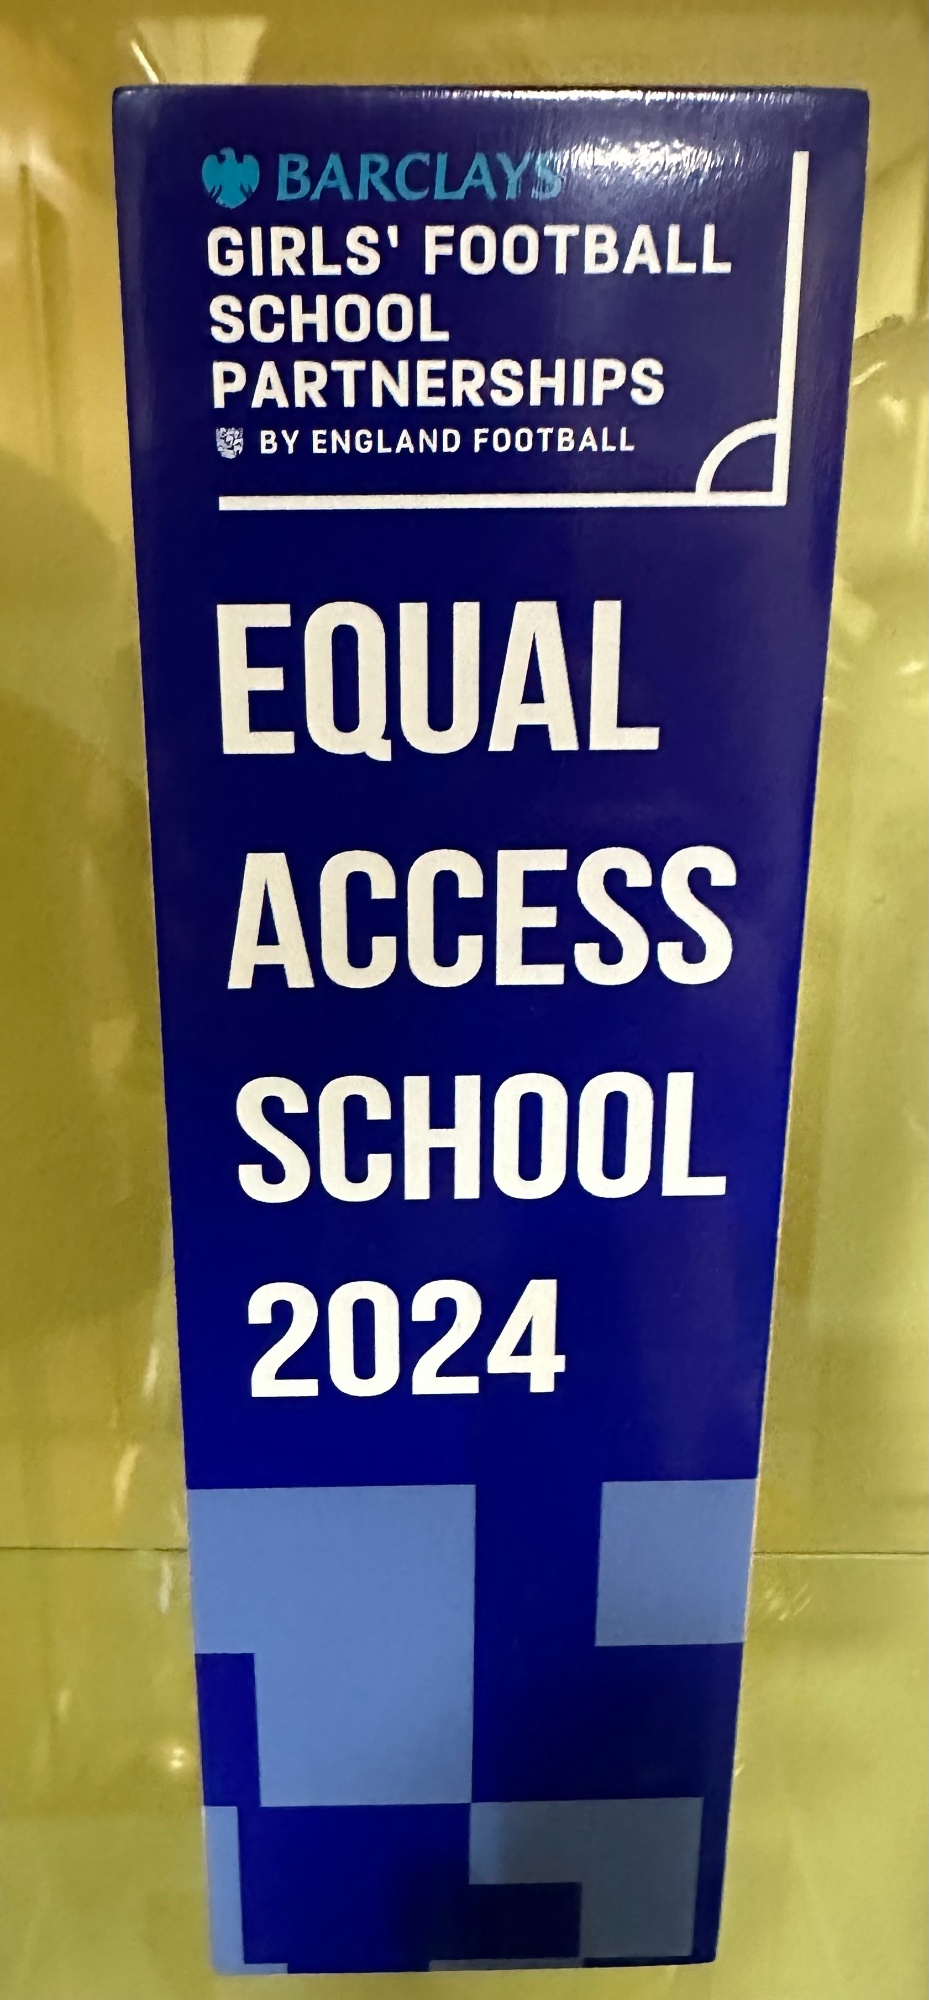 BARCLAYS
GIRLS' FOOTBALL
SCHOOL
PARTNERSHIPS
BY ENGLAND FOOTBALL
EQUAL
ACCESS
SCHOOL
2024